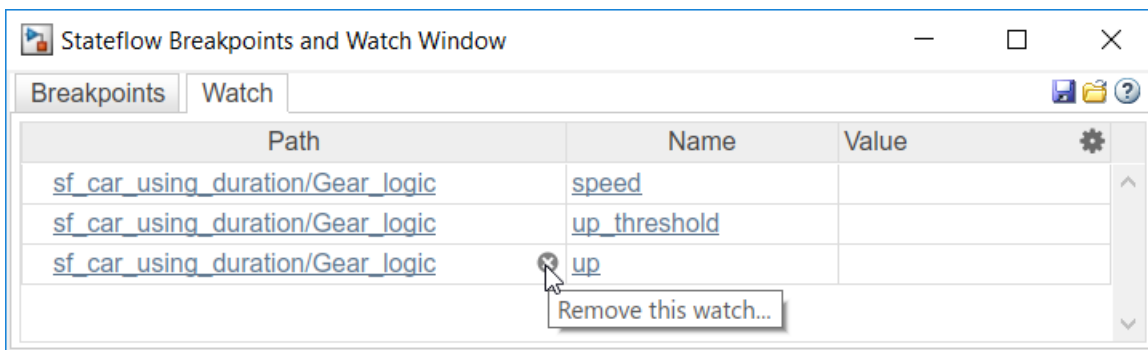 Stateflow Breakpoints and Watch Window
Breakpoints Watch
Path Name Value
sf_car_using_duration/Gear_logic speed
sf_car_using_duration/Gear_logic up_threshold
sf_car_using_duration/Gear_logic up
Remove this watch...